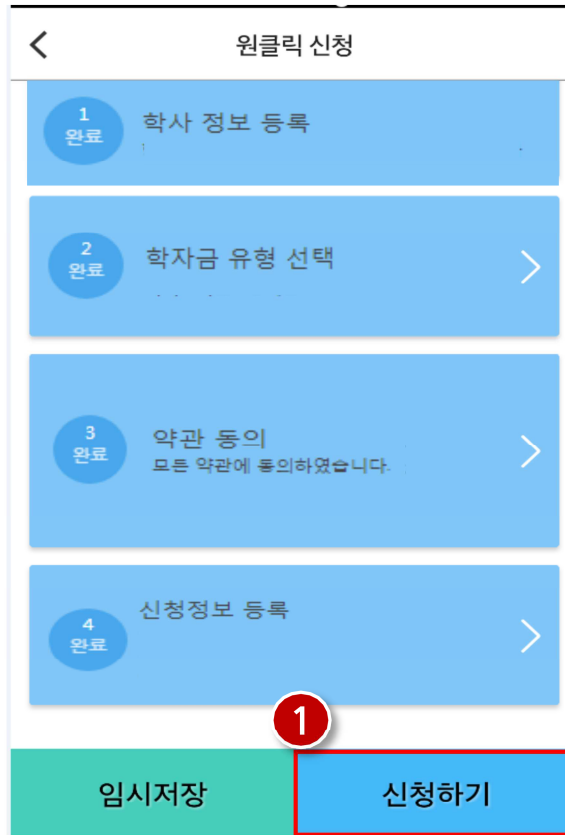 원클릭 신청
1
완료
학사 정보 등록
2
완료
학자금 유형 선택
3
완료
약관 동의
모든 약관에 동의하였습니다.
4
완료
신청정보 등록
1
임시저장
신청하기